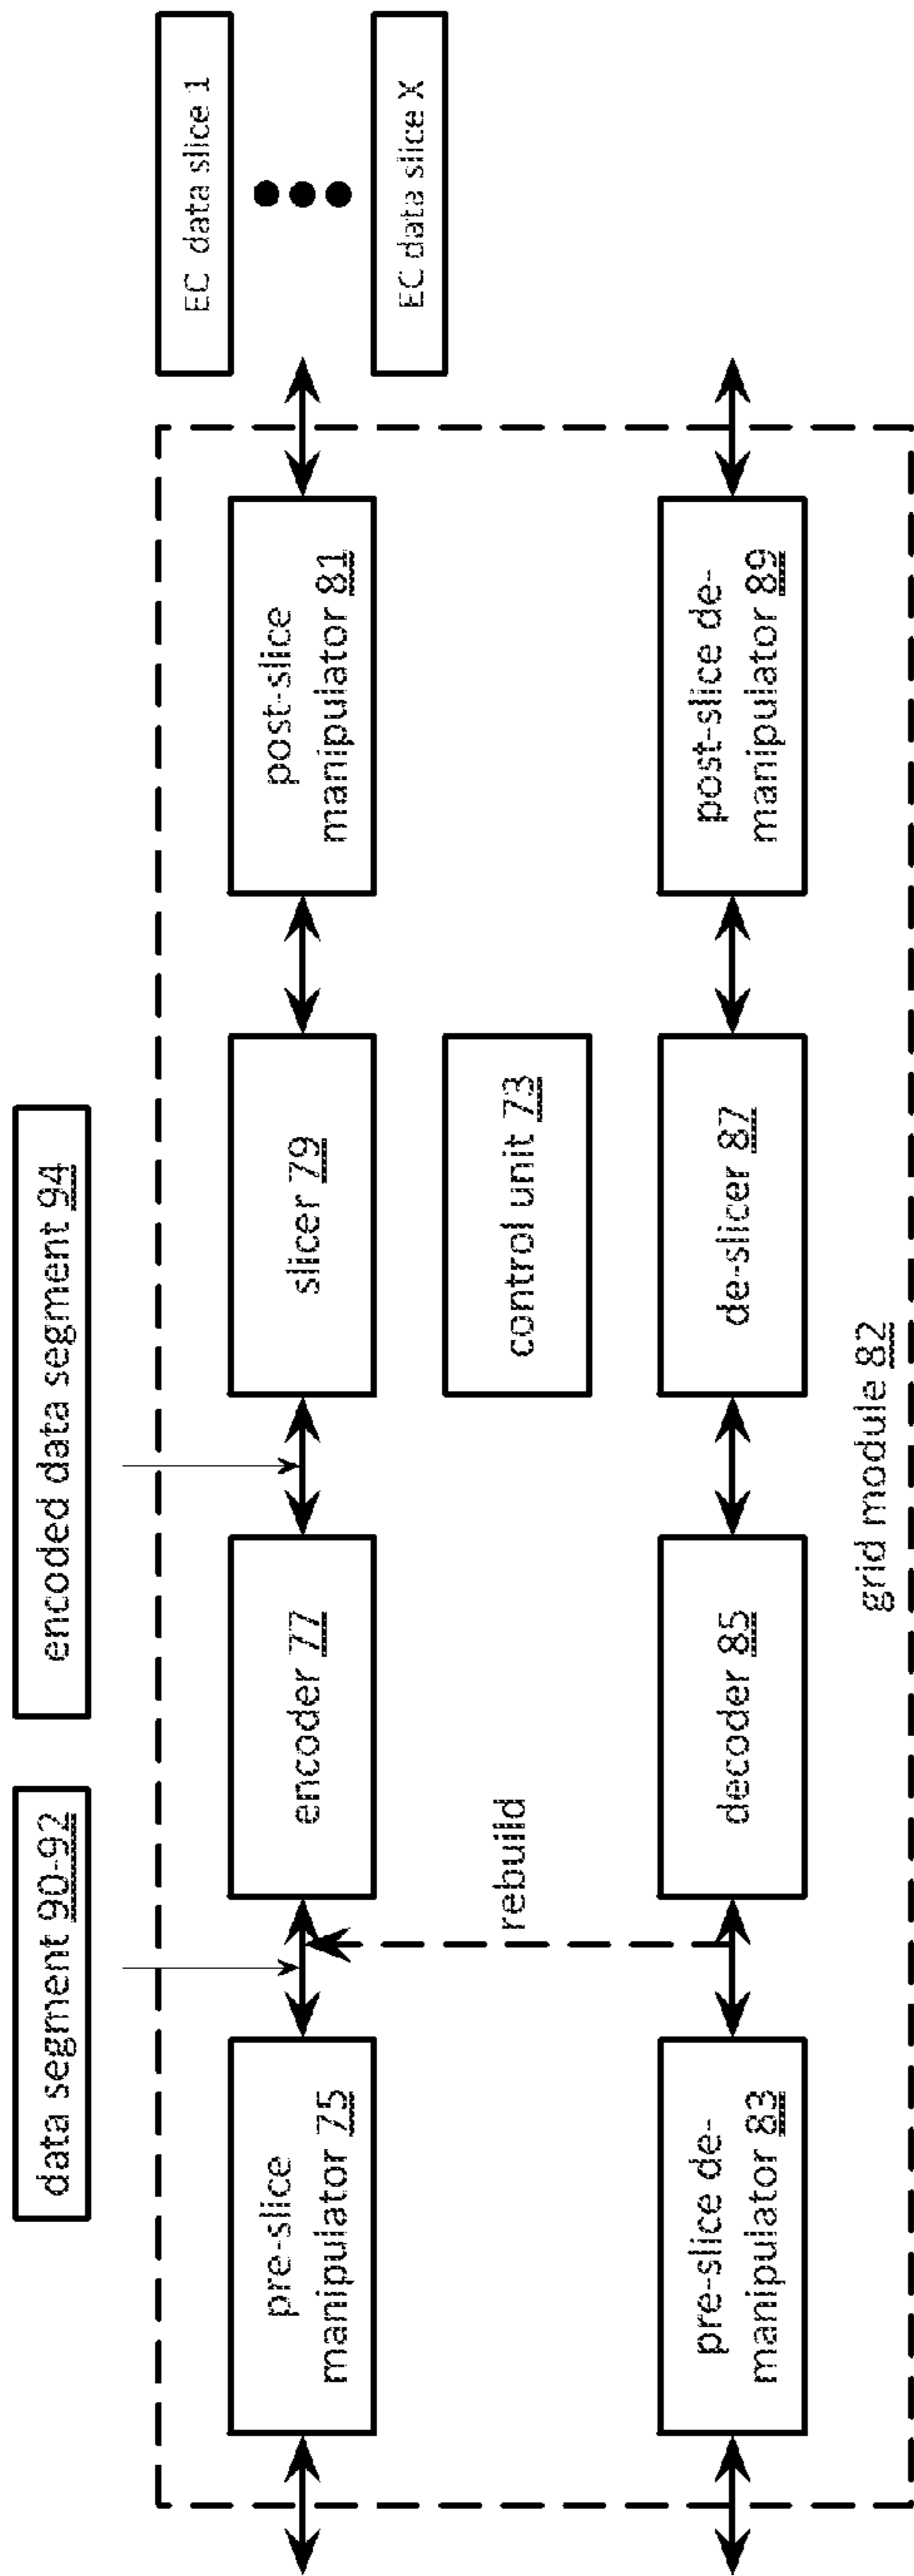 data segment 90-92
encoded data segment 94
pre-slice
manipulator 75
encoder 77
slicer 79
post-slice
manipulator 81
EC data slice 1
EC data slice X
rebuild
control unit 73
pre-slice de-
manipulator 83
decoder 85
de-slicer 87
post-slice de-
manipulator 89
grid module 82